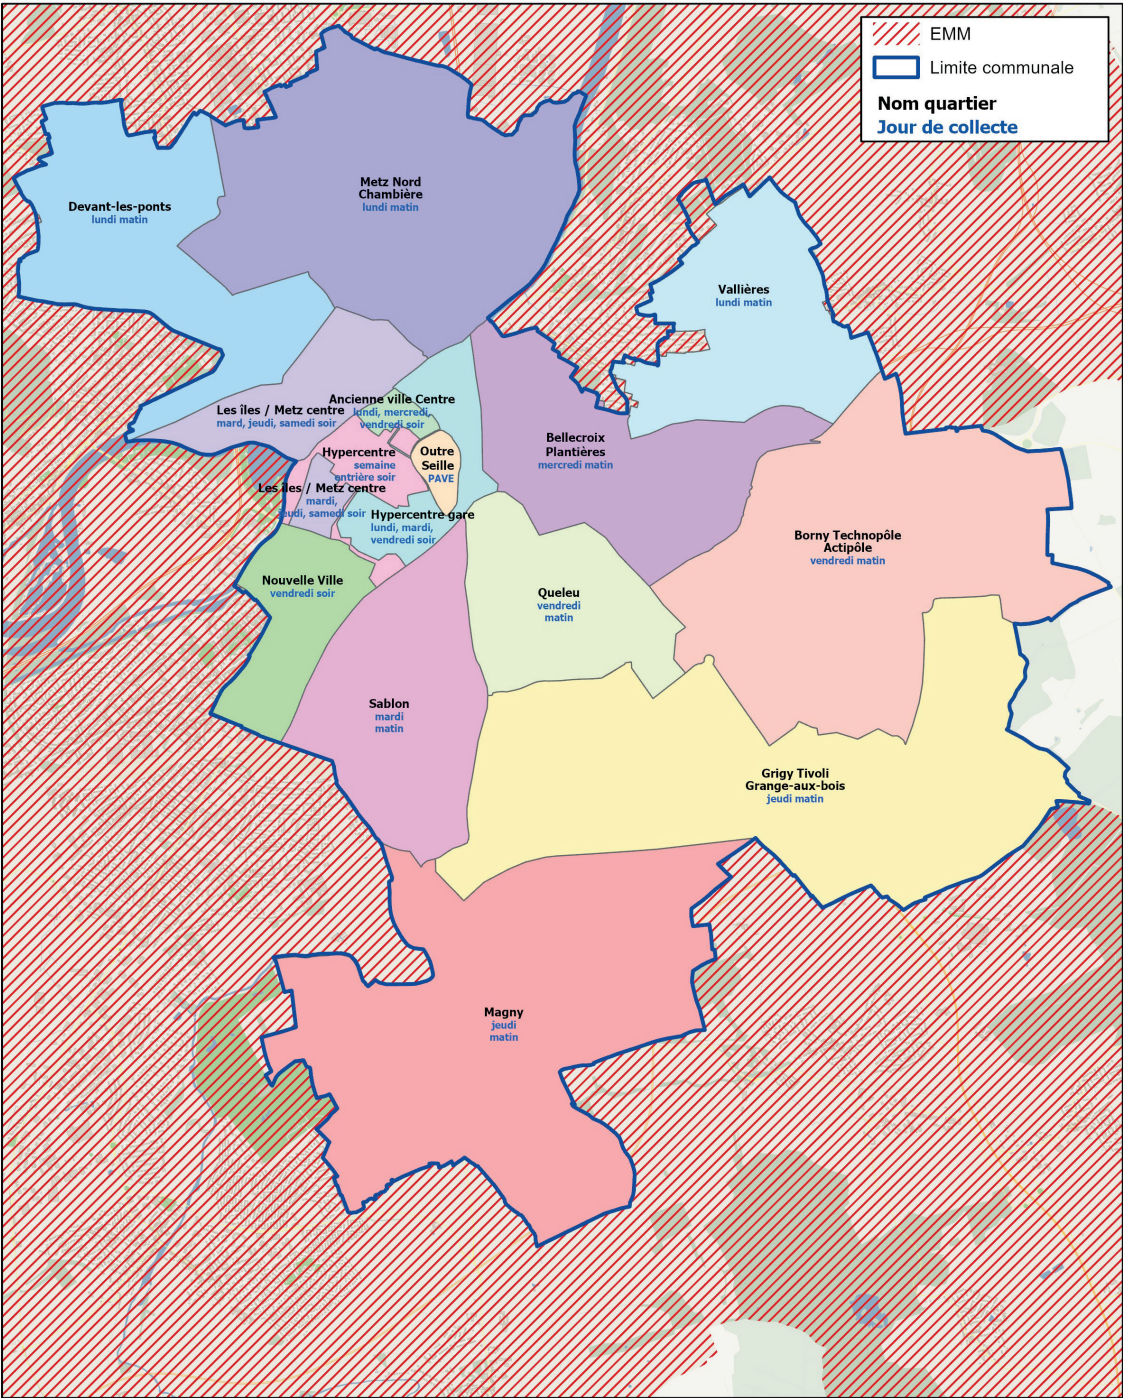 EMM
Limite communale
Nom quartier
Jour de collecte
Metz Nord
Chambière
lundi matin
Devant-les-ponts
lundi matin
Vallières
lundi matin
Ancienne ville Centre
lundi, mercredi,
vendredi soir
Les îles / Metz centre
mard, jeudi, samedi soir
Bellecroix
Plantières
mercredi matin
Hypercentre
semaine
entrière soir
Outre
Seille
PAVE
Les îles / Metz centre
mardi,
jeudi, samedi soir
Hypercentre gare
lundi, mardi,
vendredi soir
Borny Technopôle
Actipôle
vendredi matin
Nouvelle Ville
vendredi soir
Queleu
vendredi
matin
Sablon
mardi
matin
Grigy Tivoli
Grange-aux-bois
jeudi matin
Magny
jeudi
matin